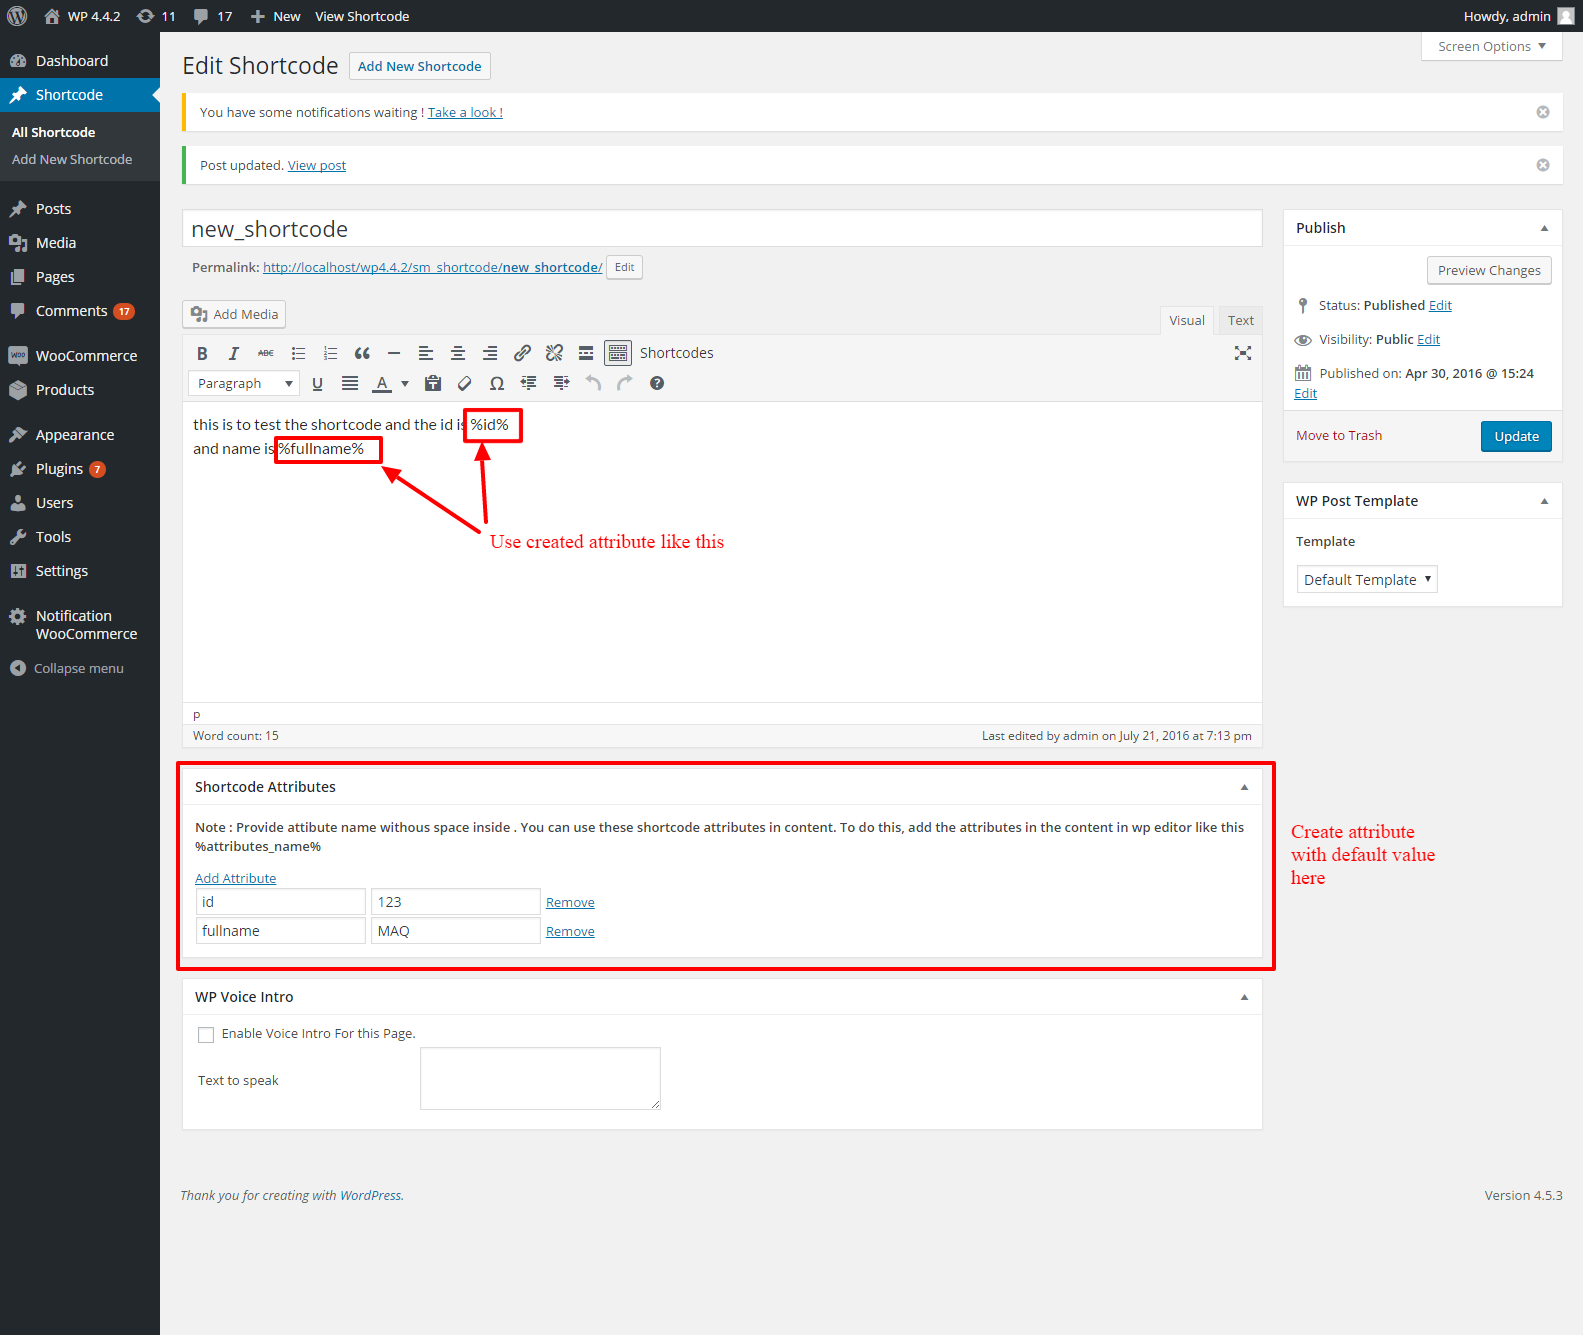 WP 4.4.2 11 17 New View Shortcode Howdy, admin
Screen Options
Dashboard
Shortcode
All Shortcode
Add New Shortcode
Posts
Media
Pages
Comments 17
Woo WooCommerce
Products
Appearance
Plugins 7
Users
Tools
Settings
Notification
WooCommerce
Collapse menu
Edit Shortcode Add New Shortcode
You have some notifications waiting ! Take a look !
Post updated. View post
new_shortcode
Permalink: http://localhost/wp4.4.2/sm_shortcode/new_shortcode/ Edit
Add Media
Visual Text
B I ABC Shortcodes
Paragraph U A Ω
this is to test the shortcode and the id is %id%
and name is %fullname%
Use created attribute like this
p
Word count: 15 Last edited by admin on July 21, 2016 at 7:13 pm
Publish
Preview Changes
Status: Published Edit
Visibility: Public Edit
Published on: Apr 30, 2016 @ 15:24
Edit
Move to Trash Update
WP Post Template
Template
Default Template
Shortcode Attributes
Note : Provide attibute name withous space inside . You can use these shortcode attributes in content. To do this, add the attributes in the content in wp editor like this
%attributes_name%
Add Attribute
id 123 Remove
fullname MAQ Remove
Create attribute
with default value
here
WP Voice Intro
Enable Voice Intro For this Page.
Text to speak
Thank you for creating with WordPress. Version 4.5.3